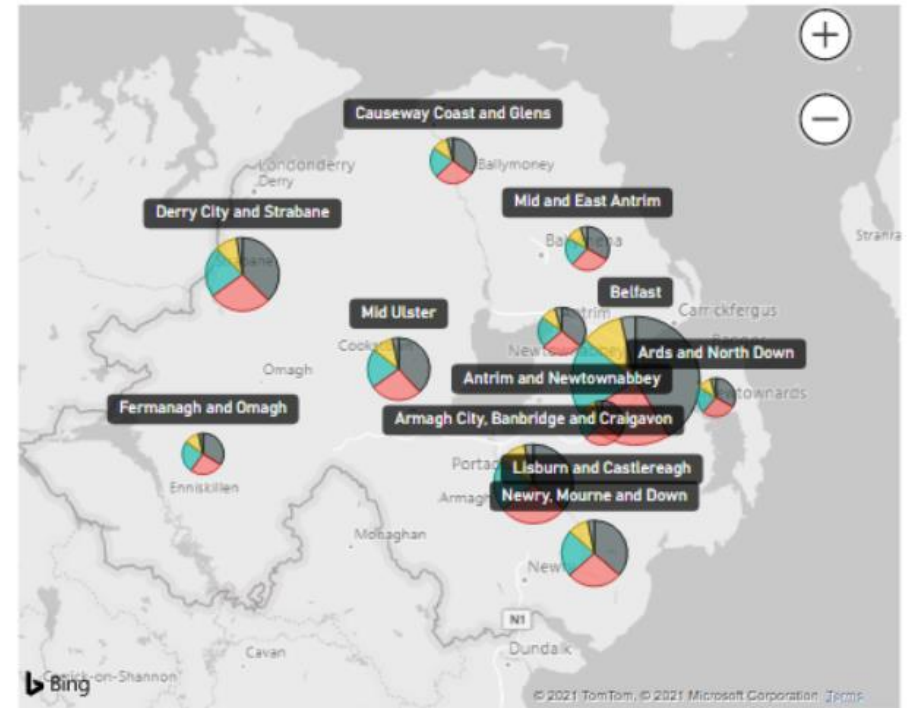 Causeway Coast and Glens
Londonderry
Derry
Ballymoney
Derry City and Strabane
Mid and East Antrim
Stranra
Belfast
Mid Ulster
Antrim
Carrickfergus
Ards and North Down
Omagh
Antrim and Newtownabbey
Fermanagh and Omagh
Armagh City, Banbridge and Craigavon
Lisburn and Castlereagh
Enniskillen
Armagh
Newry, Mourne and Down
Monaghan
N1
Cavan
Dundalk
Bing
© 2021 TomTom, © 2021 Microsoft Corporation Terms